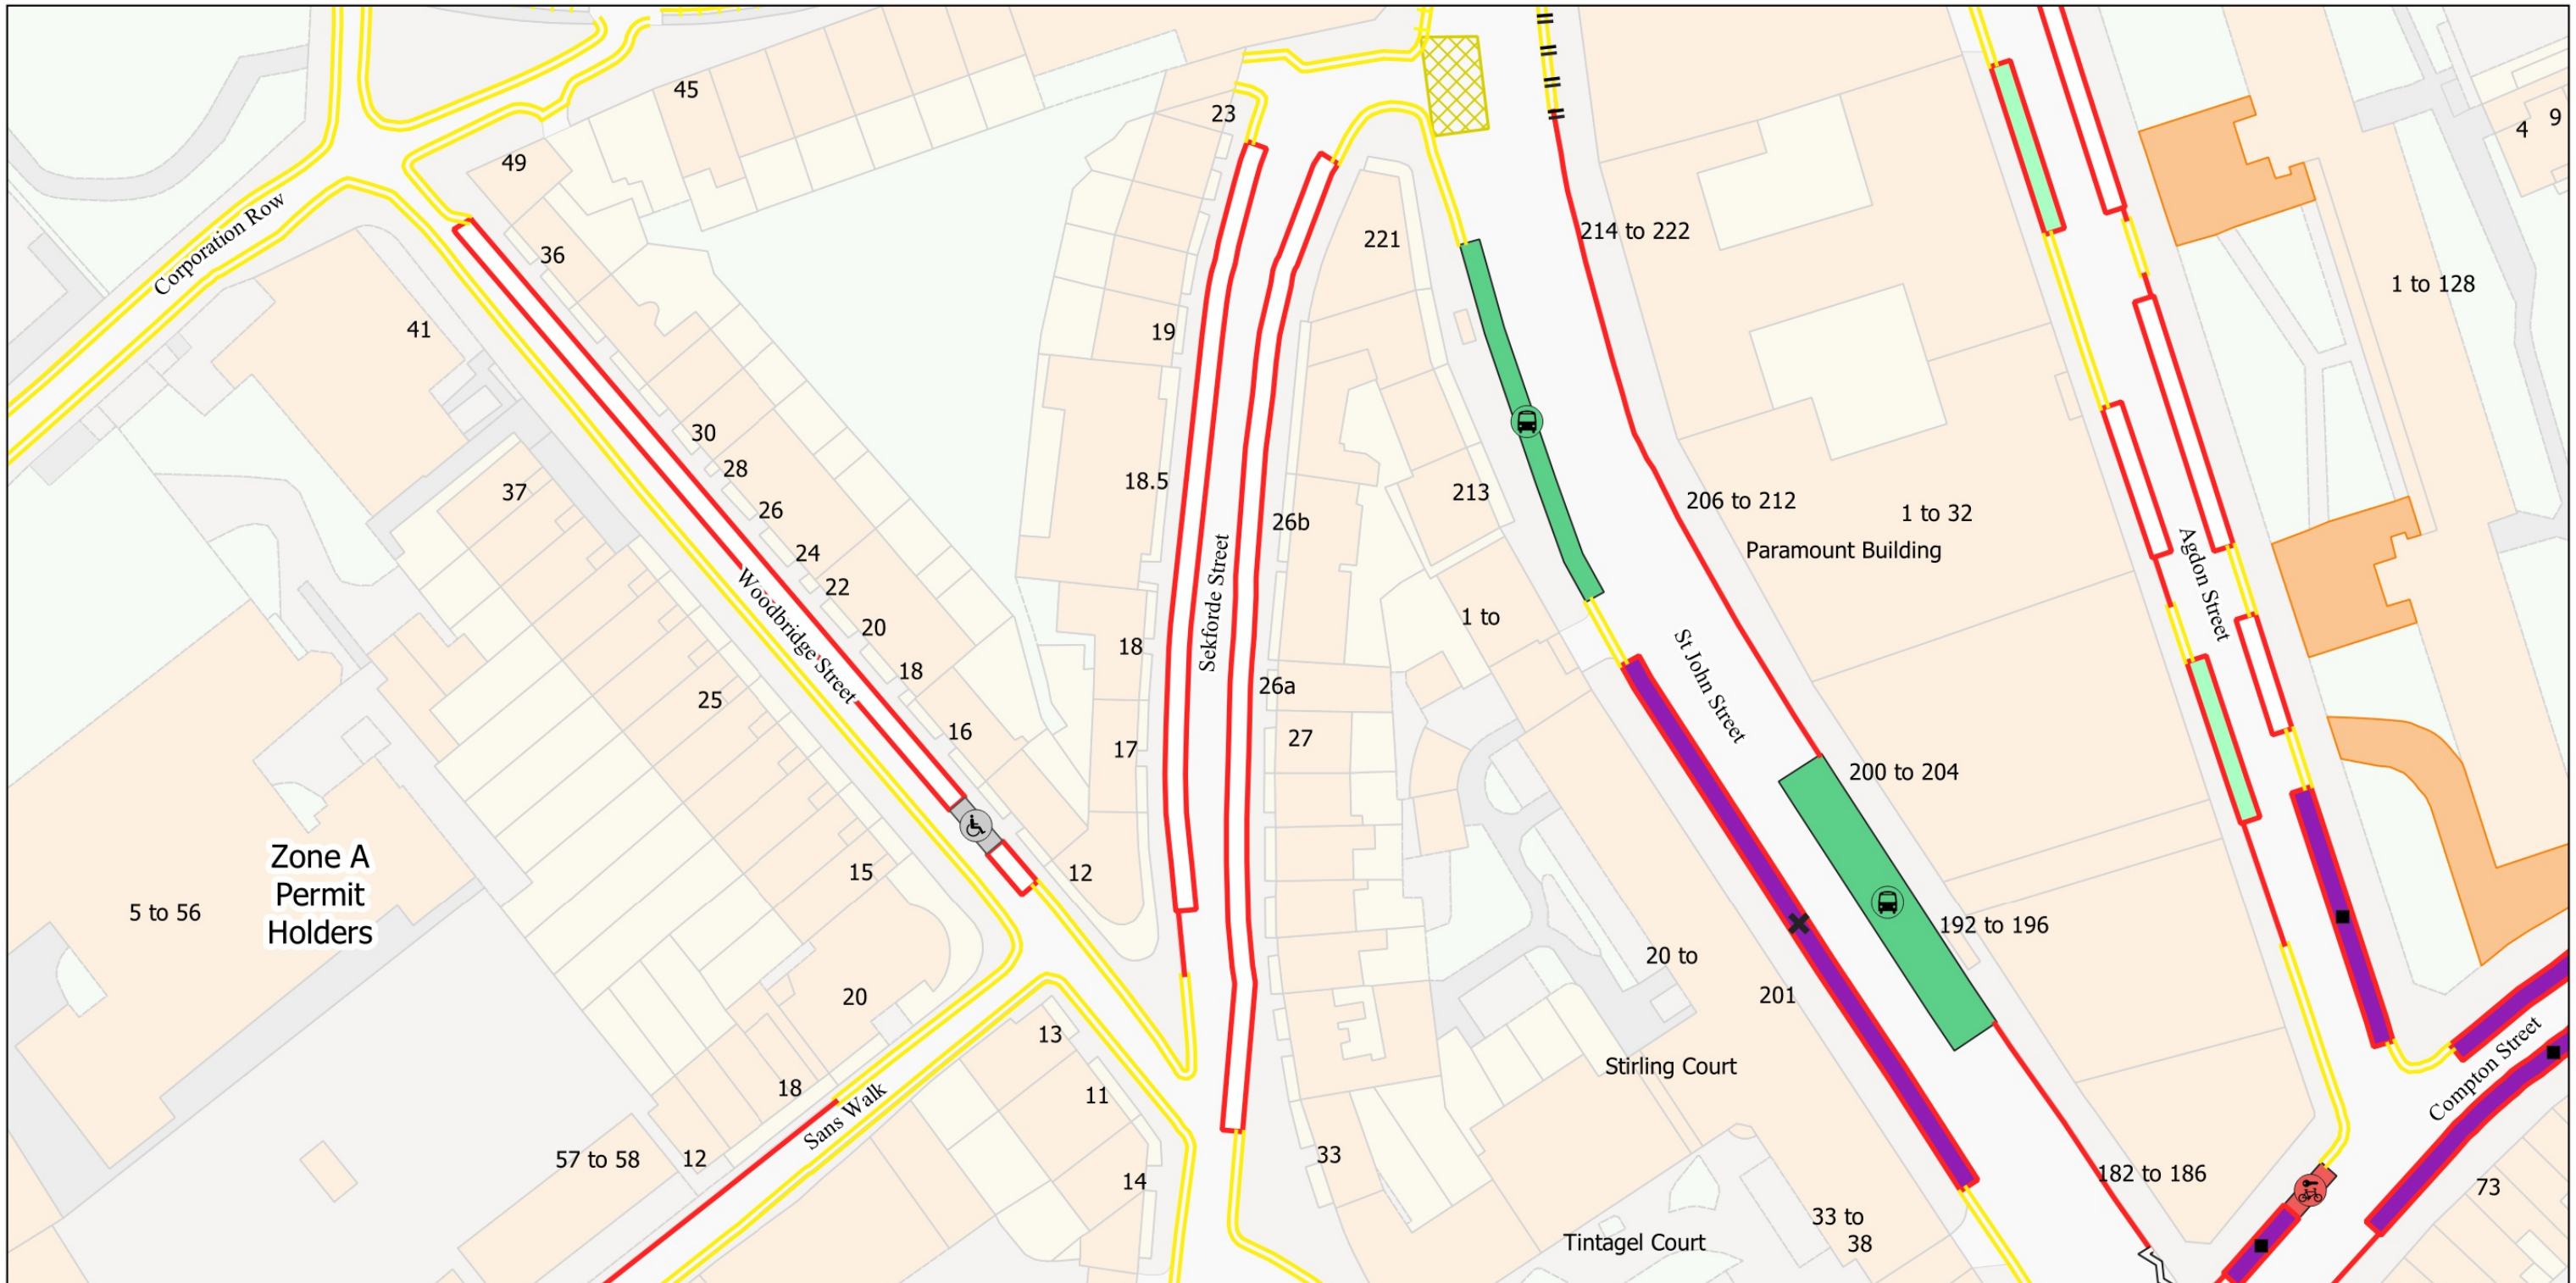 45
23
49
4
9
Corporation Row
36
221
214 to 222
1 to 128
41
19
30
28
26
24
22
20
18
16
37
18.5
26b
213
206 to 212
1 to 32
Paramount Building
Woodbridge Street
Sekforde Street
Agdon Street
1 to
18
26a
St John Street
25
17
27
200 to 204
Zone A
Permit
Holders
5 to 56
15
12
192 to 196
20 to
201
20
13
Stirling Court
18
11
Sans Walk
Compton Street
57 to 58
12
14
33
182 to 186
73
33 to
38
Tintagel Court